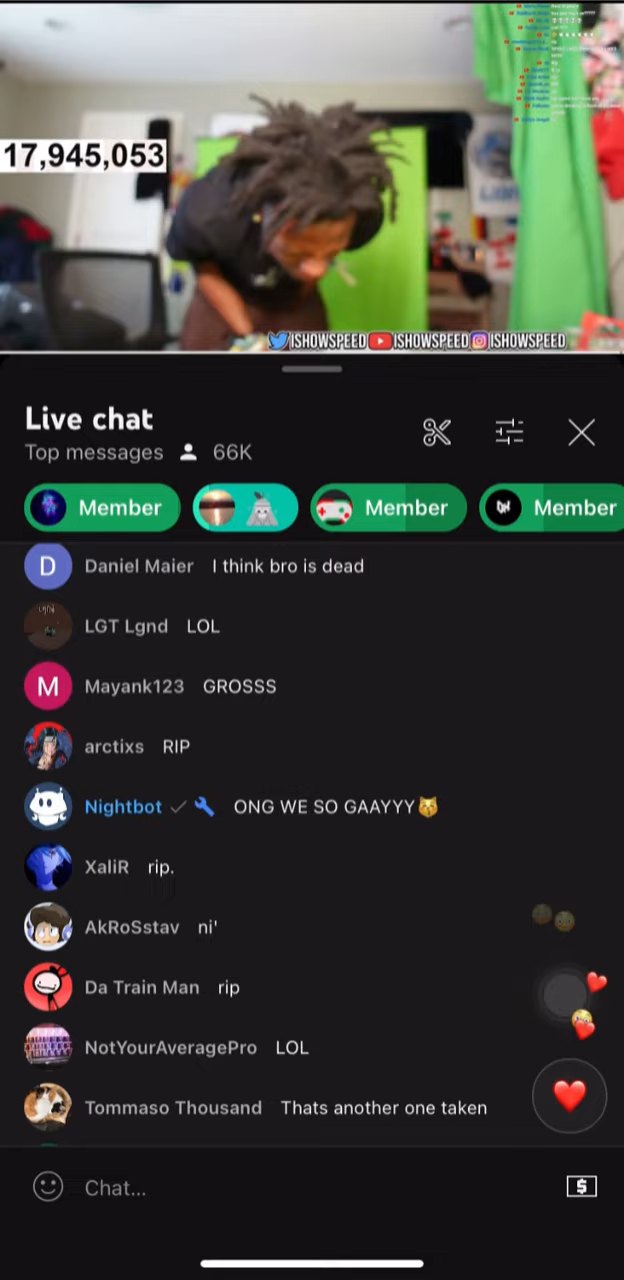 17,945,053
ISHOWSPEED ISHOWSPEED ISHOWSPEED
Live chat
Top messages 66K
Member Member Member
D Daniel Maier I think bro is dead
LGT Lgnd LOL
M Mayank123 GROSSS
arctixs RIP
Nightbot ONG WE SO GAAYYY😽
XaliR rip.
AkRoSstav ni'
Da Train Man rip
NotYourAveragePro LOL
Tommaso Thousand Thats another one taken
Chat...
$